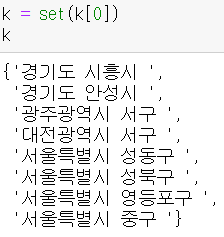 k = set(k[0])
k
{'경기도 시흥시 ',
 '경기도 안성시 ',
 '광주광역시 서구 ',
 '대전광역시 서구 ',
 '서울특별시 성동구 ',
 '서울특별시 성북구 ',
 '서울특별시 영등포구 ',
 '서울특별시 중구 '}